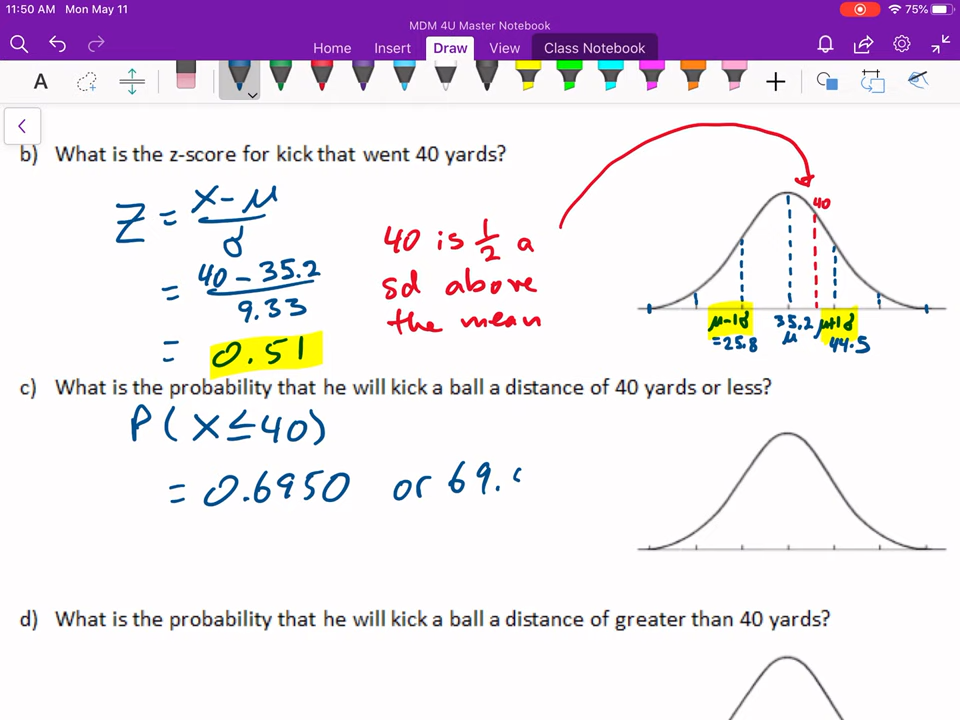 11:50 AM Mon May 11
75%
MDM 4U Master Notebook
Home Insert Draw View Class Notebook
A
b) What is the z-score for kick that went 40 yards?
Z = x - μ / σ
= 40 - 35.2 / 9.33
= 0.51
40 is 1/2 a
sd above
the mean
40
μ-1σ
=25.8
35.2
μ
μ+1σ
44.5
c) What is the probability that he will kick a ball a distance of 40 yards or less?
P( X ≤ 40)
= 0.6950 or 69.
d) What is the probability that he will kick a ball a distance of greater than 40 yards?